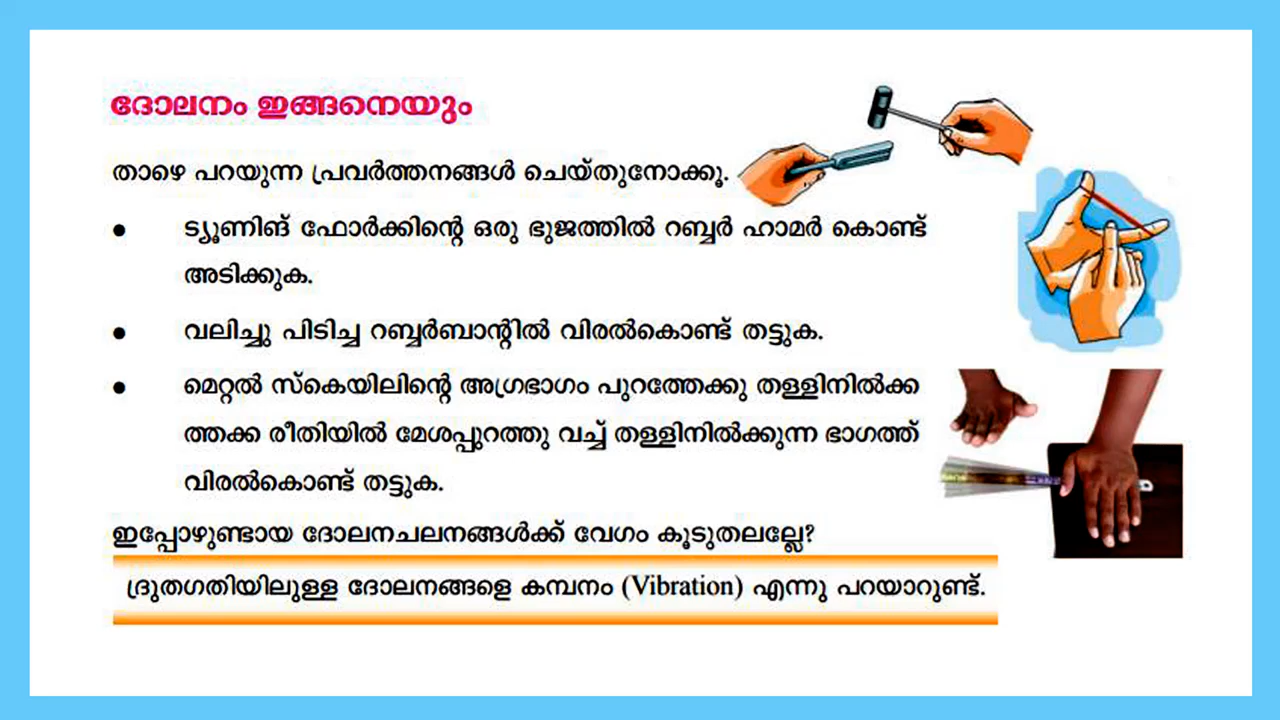 ദോലനം ഇങ്ങനെയും
താഴെ പറയുന്ന പ്രവർത്തനങ്ങൾ ചെയ്തുനോക്കൂ.
● ട്യൂണിങ് ഫോർക്കിന്റെ ഒരു ഭുജത്തിൽ റബ്ബർ ഹാമർ കൊണ്ട്
അടിക്കുക.
● വലിച്ചു പിടിച്ച റബ്ബർബാന്റിൽ വിരൽകൊണ്ട് തട്ടുക.
● മെറ്റൽ സ്കെയിലിന്റെ അഗ്രഭാഗം പുറത്തേക്കു തള്ളിനിൽക്ക
ത്തക്ക രീതിയിൽ മേശപ്പുറത്തു വച്ച് തള്ളിനിൽക്കുന്ന ഭാഗത്ത്
വിരൽകൊണ്ട് തട്ടുക.
ഇപ്പോഴുണ്ടായ ദോലനചലനങ്ങൾക്ക് വേഗം കൂടുതലല്ലേ?
ദ്രുതഗതിയിലുള്ള ദോലനങ്ങളെ കമ്പനം (Vibration) എന്നു പറയാറുണ്ട്.